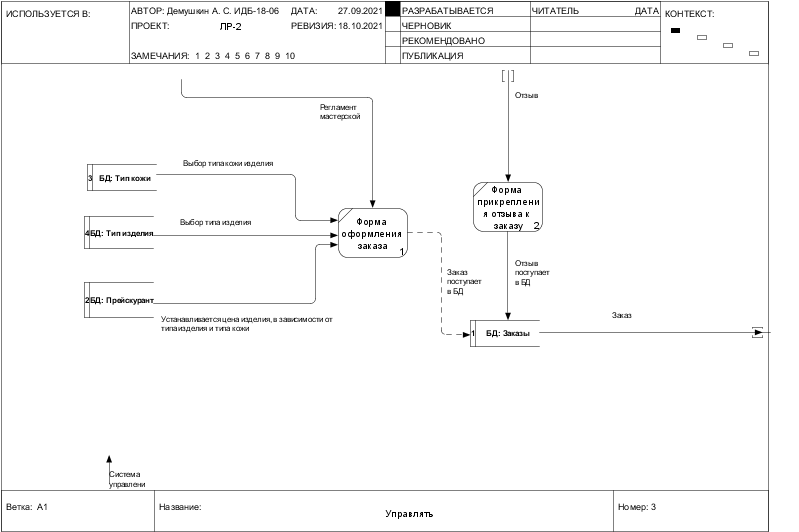 ИСПОЛЬЗУЕТСЯ В:
АВТОР: Демушкин А. С. ИДБ-18-06 ДАТА: 27.09.2021
ПРОЕКТ: ЛР-2 РЕВИЗИЯ: 18.10.2021
ЗАМЕЧАНИЯ: 1 2 3 4 5 6 7 8 9 10
РАЗРАБАТЫВАЕТСЯ
ЧЕРНОВИК
РЕКОМЕНДОВАНО
ПУБЛИКАЦИЯ
ЧИТАТЕЛЬ ДАТА
КОНТЕКСТ:
Регламент
мастерской
Отзыв
Выбор типа кожи изделия
3 БД: Тип кожи
Выбор типа изделия
4 БД: Тип изделия
2 БД: Прейскурант
Устанавливается цена изделия, в зависимости от
типа изделия и типа кожи
Форма
оформления
заказа
1
Форма
прикреплени
я отзыва к
заказу 2
Заказ
поступает
в БД
Отзыв
поступает
в БД
1 БД: Заказы
Заказ
Система
управлени
Ветка: А1
Название:
Управлять
Номер: 3